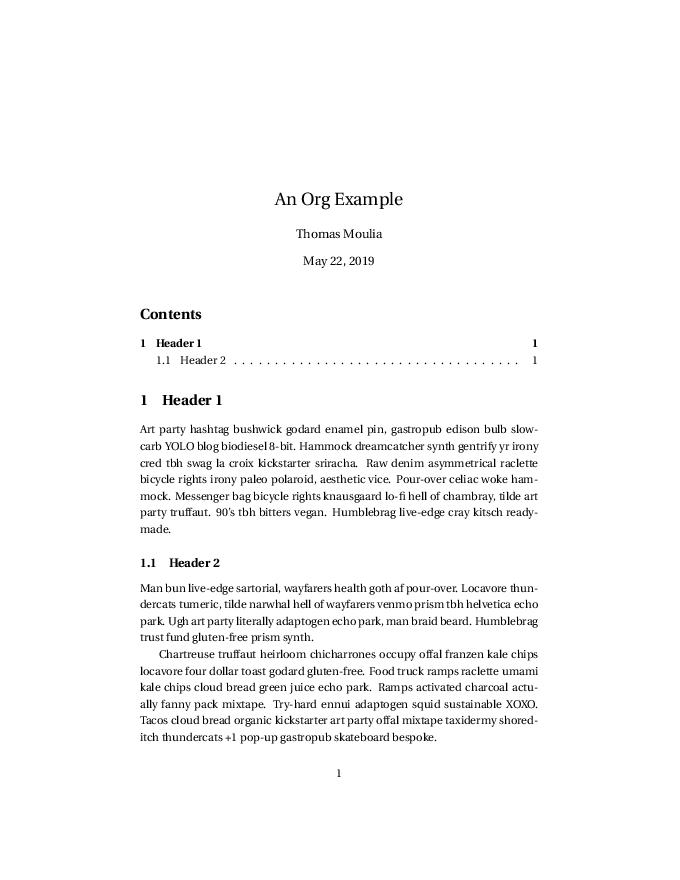 An Org Example
Thomas Moulia
May 22, 2019
Contents
1 Header 1 1
1.1 Header 2 . . . . . . . . . . . . . . . . . . . . . . . . . . . . . . . . . . . 1
1 Header 1
Art party hashtag bushwick godard enamel pin, gastropub edison bulb slow-
carb YOLO blog biodiesel 8-bit. Hammock dreamcatcher synth gentrify yr irony
cred tbh swag la croix kickstarter sriracha. Raw denim asymmetrical raclette
bicycle rights irony paleo polaroid, aesthetic vice. Pour-over celiac woke ham-
mock. Messenger bag bicycle rights knausgaard lo-fi hell of chambray, tilde art
party truffaut. 90's tbh bitters vegan. Humblebrag live-edge cray kitsch ready-
made.
1.1 Header 2
Man bun live-edge sartorial, wayfarers health goth af pour-over. Locavore thun-
dercats tumeric, tilde narwhal hell of wayfarers venmo prism tbh helvetica echo
park. Ugh art party literally adaptogen echo park, man braid beard. Humblebrag
trust fund gluten-free prism synth.
Chartreuse truffaut heirloom chicharrones occupy offal franzen kale chips
locavore four dollar toast godard gluten-free. Food truck ramps raclette umami
kale chips cloud bread green juice echo park. Ramps activated charcoal actu-
ally fanny pack mixtape. Try-hard ennui adaptogen squid sustainable XOXO.
Tacos cloud bread organic kickstarter art party offal mixtape taxidermy shored-
itch thundercats +1 pop-up gastropub skateboard bespoke.
1